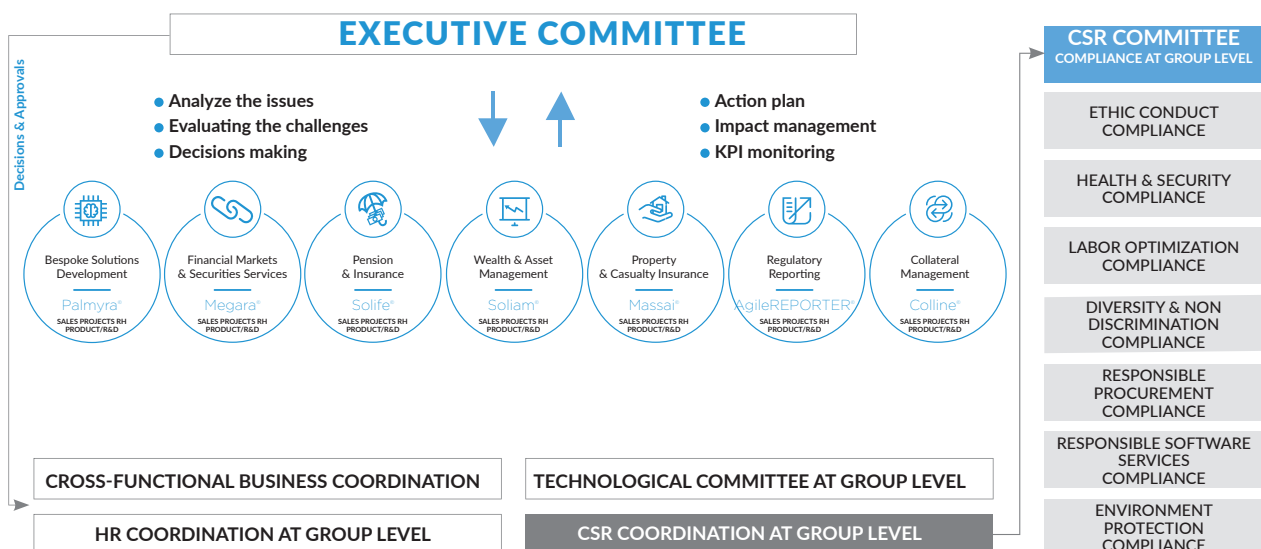 EXECUTIVE COMMITTEE
Decisions & Approvals
● Analyze the issues
● Evaluating the challenges
● Decisions making
● Action plan
● Impact management
● KPI monitoring
Bespoke Solutions
Development
Palmyra®
SALES PROJECTS RH
PRODUCT/R&D
Financial Markets
& Securities Services
Megara®
SALES PROJECTS RH
PRODUCT/R&D
Pension
& Insurance
Solife®
SALES PROJECTS RH
PRODUCT/R&D
Wealth & Asset
Management
Soliam®
SALES PROJECTS RH
PRODUCT/R&D
Property
& Casualty Insurance
Massai®
SALES PROJECTS RH
PRODUCT/R&D
Regulatory
Reporting
AgileREPORTER®
SALES PROJECTS RH
PRODUCT/R&D
Collateral
Management
Colline®
SALES PROJECTS RH
PRODUCT/R&D
CROSS-FUNCTIONAL BUSINESS COORDINATION
TECHNOLOGICAL COMMITTEE AT GROUP LEVEL
HR COORDINATION AT GROUP LEVEL
CSR COORDINATION AT GROUP LEVEL
CSR COMMITTEE
COMPLIANCE AT GROUP LEVEL
ETHIC CONDUCT
COMPLIANCE
HEALTH & SECURITY
COMPLIANCE
LABOR OPTIMIZATION
COMPLIANCE
DIVERSITY & NON
DISCRIMINATION
COMPLIANCE
RESPONSIBLE
PROCUREMENT
COMPLIANCE
RESPONSIBLE SOFTWARE
SERVICES
COMPLIANCE
ENVIRONMENT
PROTECTION
COMPLIANCE